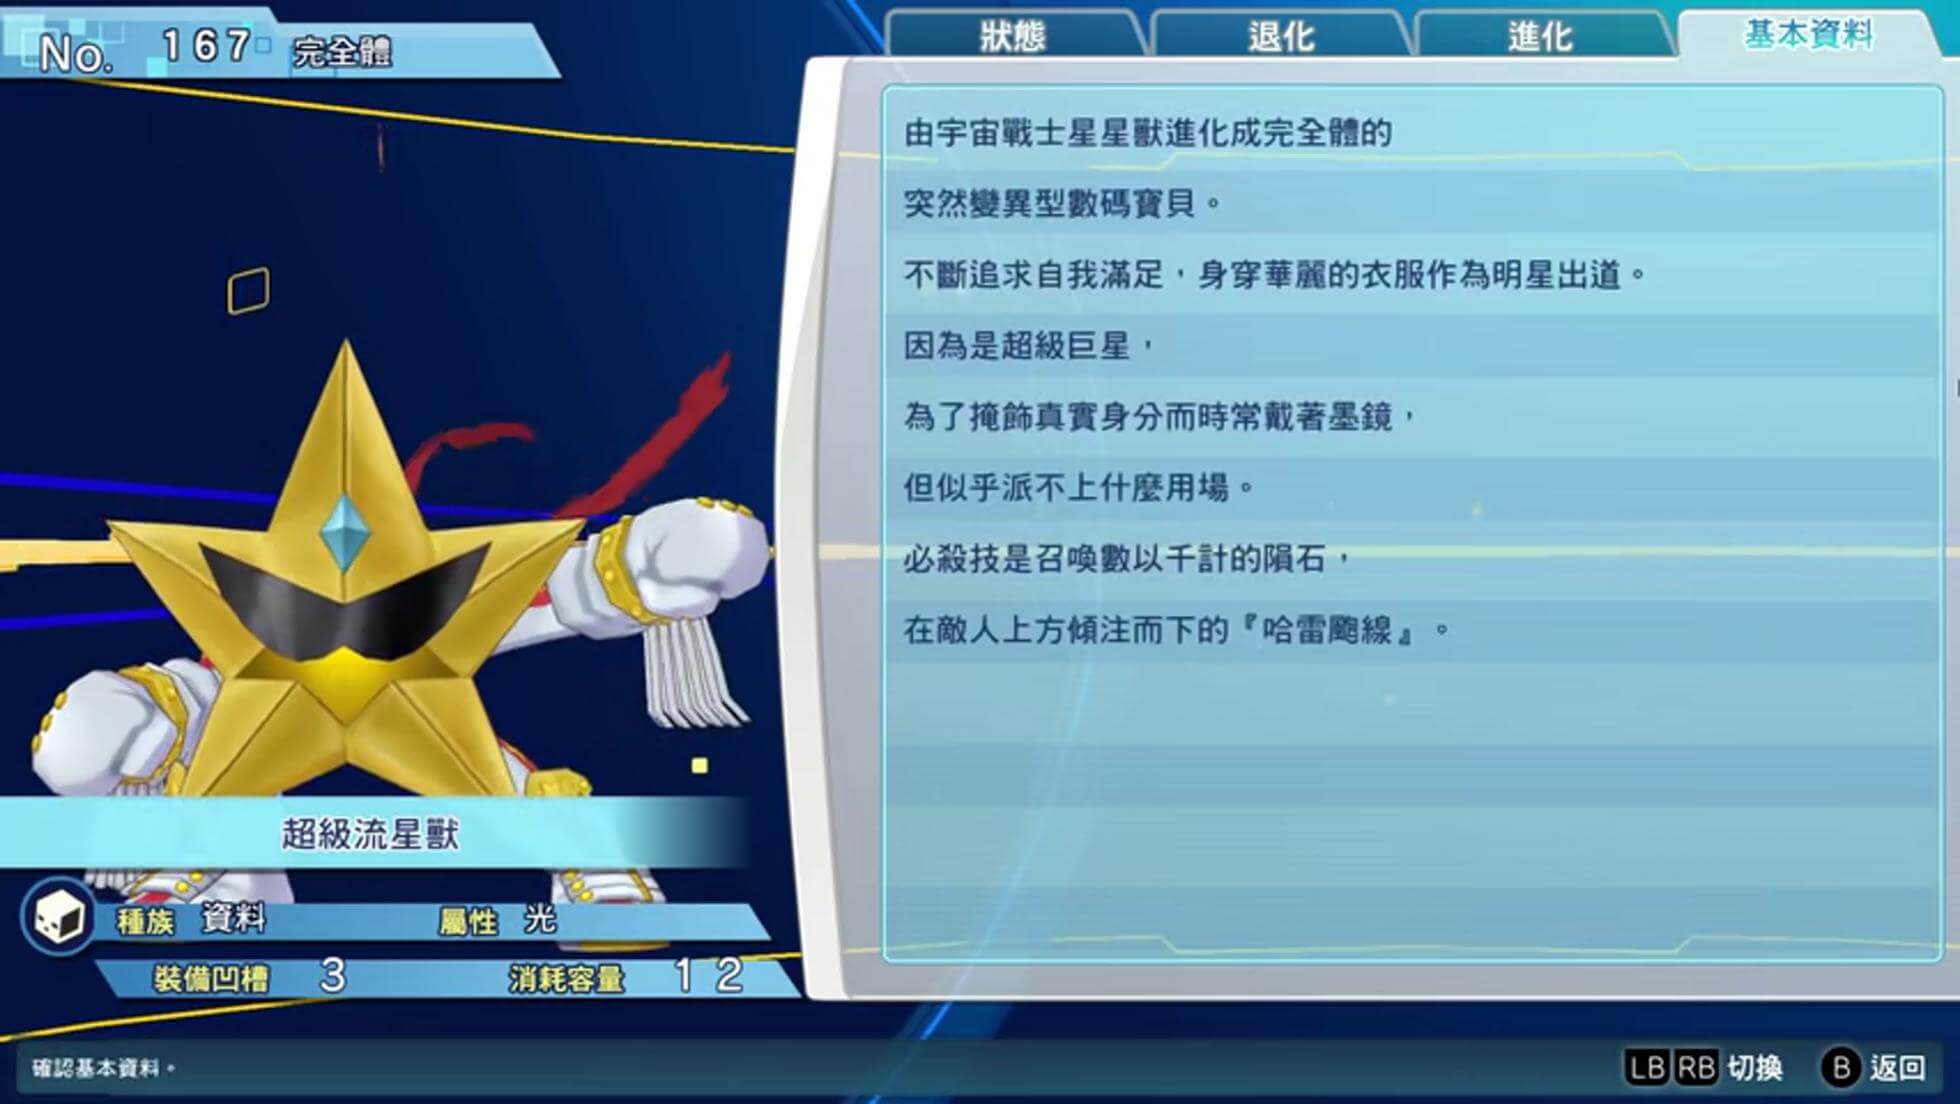 No. 167 完全體
狀態 退化 進化 基本資料
由宇宙戰士星星獸進化成完全體的
突然變異型數碼寶貝。
不斷追求自我滿足，身穿華麗的衣服作為明星出道。
因為是超級巨星，
為了掩飾真實身分而時常戴著墨鏡，
但似乎派不上什麼用場。
必殺技是召喚數以千計的隕石，
在敵人上方傾注而下的『哈雷颮線』。
超級流星獸
種族 資料 屬性 光
裝備凹槽 3 消耗容量 12
確認基本資料。
LB RB 切換 B 返回